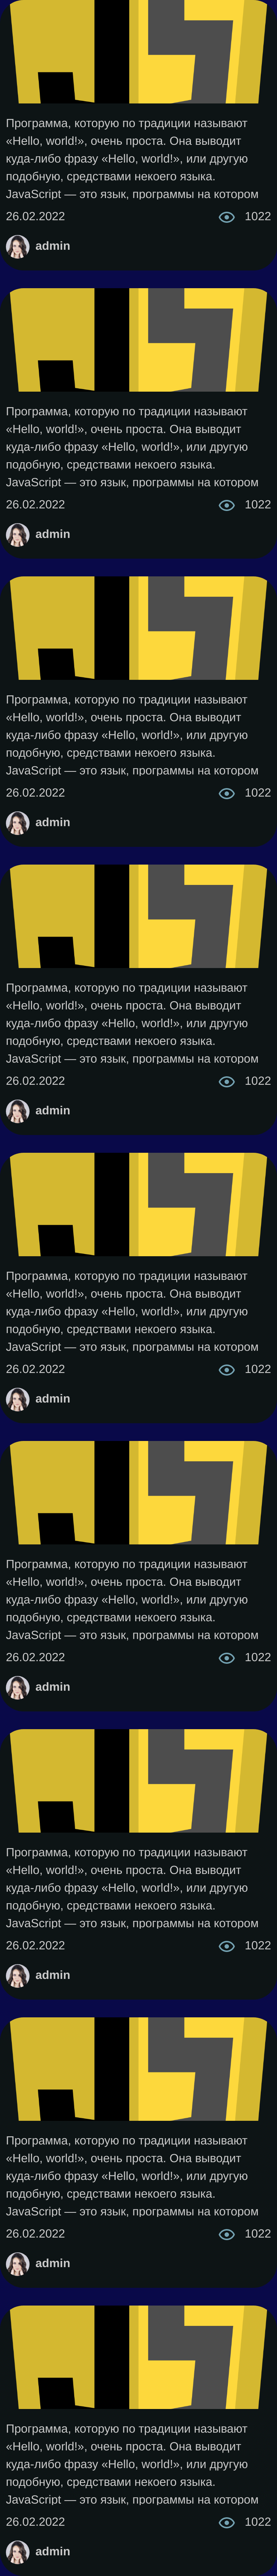 Программа, которую по традиции называют
«Hello, world!», очень проста. Она выводит
куда-либо фразу «Hello, world!», или другую
подобную, средствами некоего языка.
JavaScript — это язык, программы на котором
26.02.2022 1022
admin
Программа, которую по традиции называют
«Hello, world!», очень проста. Она выводит
куда-либо фразу «Hello, world!», или другую
подобную, средствами некоего языка.
JavaScript — это язык, программы на котором
26.02.2022 1022
admin
Программа, которую по традиции называют
«Hello, world!», очень проста. Она выводит
куда-либо фразу «Hello, world!», или другую
подобную, средствами некоего языка.
JavaScript — это язык, программы на котором
26.02.2022 1022
admin
Программа, которую по традиции называют
«Hello, world!», очень проста. Она выводит
куда-либо фразу «Hello, world!», или другую
подобную, средствами некоего языка.
JavaScript — это язык, программы на котором
26.02.2022 1022
admin
Программа, которую по традиции называют
«Hello, world!», очень проста. Она выводит
куда-либо фразу «Hello, world!», или другую
подобную, средствами некоего языка.
JavaScript — это язык, программы на котором
26.02.2022 1022
admin
Программа, которую по традиции называют
«Hello, world!», очень проста. Она выводит
куда-либо фразу «Hello, world!», или другую
подобную, средствами некоего языка.
JavaScript — это язык, программы на котором
26.02.2022 1022
admin
Программа, которую по традиции называют
«Hello, world!», очень проста. Она выводит
куда-либо фразу «Hello, world!», или другую
подобную, средствами некоего языка.
JavaScript — это язык, программы на котором
26.02.2022 1022
admin
Программа, которую по традиции называют
«Hello, world!», очень проста. Она выводит
куда-либо фразу «Hello, world!», или другую
подобную, средствами некоего языка.
JavaScript — это язык, программы на котором
26.02.2022 1022
admin
Программа, которую по традиции называют
«Hello, world!», очень проста. Она выводит
куда-либо фразу «Hello, world!», или другую
подобную, средствами некоего языка.
JavaScript — это язык, программы на котором
26.02.2022 1022
admin